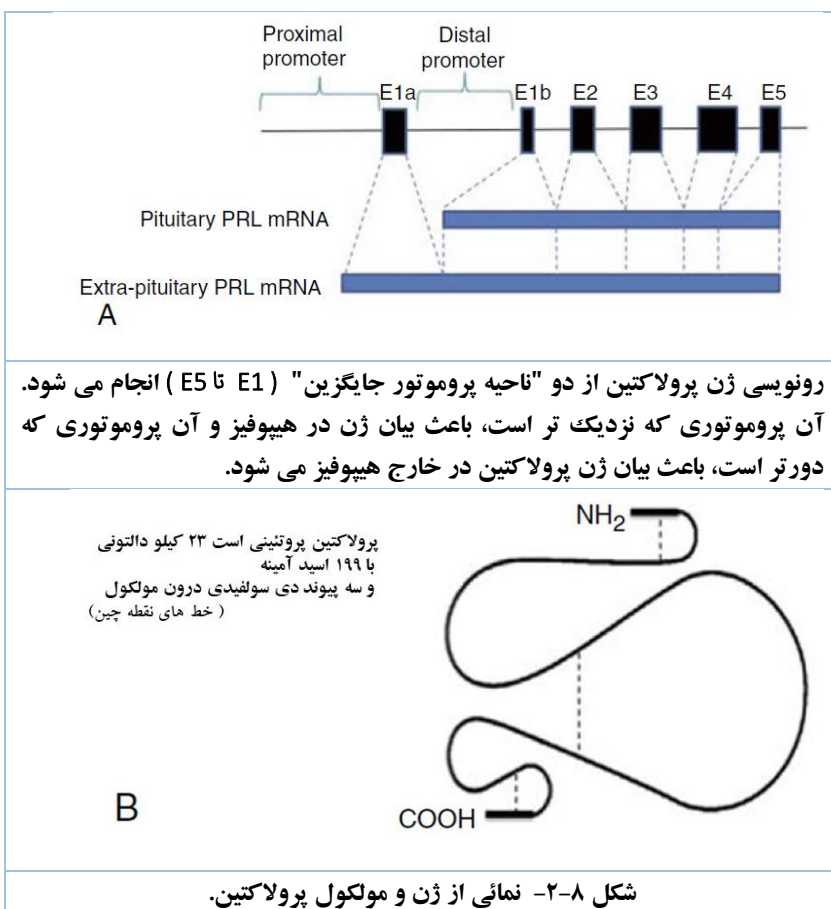 Proximal promoter
Distal promoter
E1a
E1b E2 E3 E4 E5
Pituitary PRL mRNA
Extra-pituitary PRL mRNA
A
رونویسی ژن پرولاکتین از دو "ناحیه پروموتور جایگزین" ( E1 تا E5 ) انجام می شود.
آن پروموتوری که نزدیک تر است، باعث بیان ژن در هیپوفیز و آن پروموتوری که
دورتر است، باعث بیان ژن پرولاکتین در خارج هیپوفیز می شود.
پرولاکتین پروتئینی است ۲۳ کیلو دالتونی
با ۱۹۹ اسید آمینه
و سه پیوند دی سولفیدی درون مولکول
( خط های نقطه چین)
NH2
COOH
B
شکل ۸-۲- نمائی از ژن و مولکول پرولاکتین.